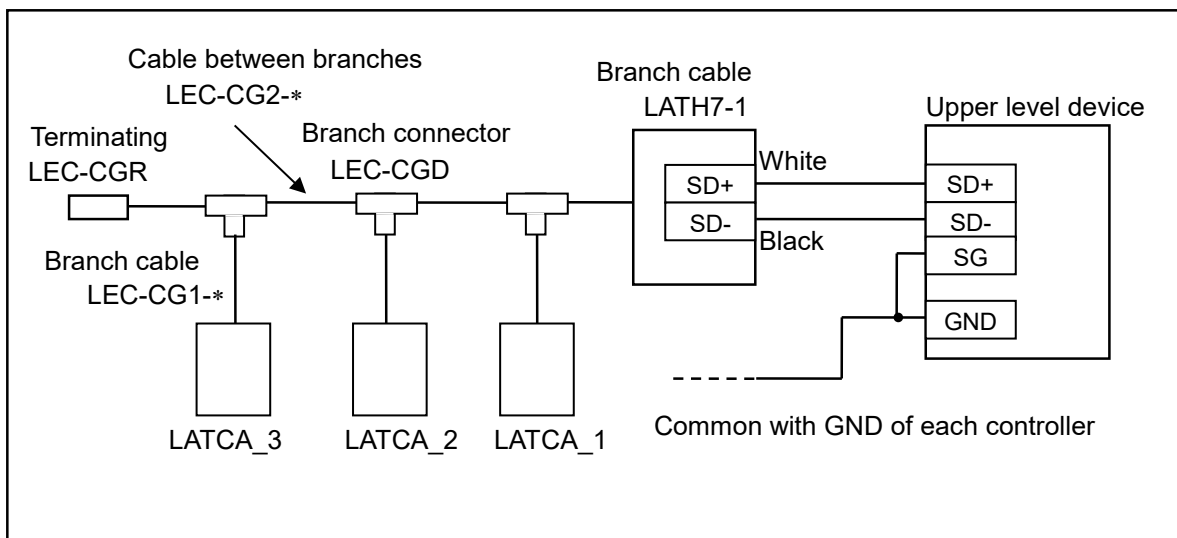 Cable between branches
LEC-CG2-*
Branch cable
LATH7-1
Upper level device
Terminating
LEC-CGR
Branch connector
LEC-CGD
White
SD+
SD+
SD-
SD-
Black
SG
GND
Branch cable
LEC-CG1-*
Common with GND of each controller
LATCA_3
LATCA_2
LATCA_1